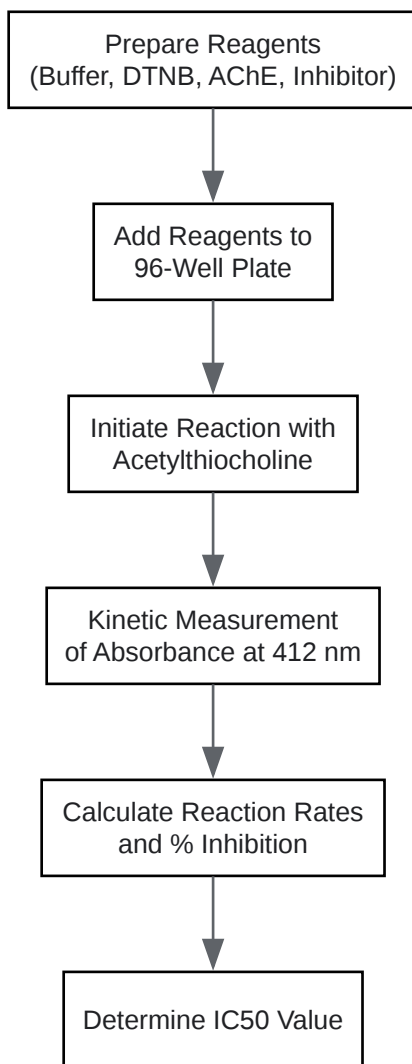 Prepare Reagents
(Buffer, DTNB, AChE, Inhibitor)
Add Reagents to
96-Well Plate
Initiate Reaction with
Acetylthiocholine
Kinetic Measurement
of Absorbance at 412 nm
Calculate Reaction Rates
and % Inhibition
Determine IC50 Value